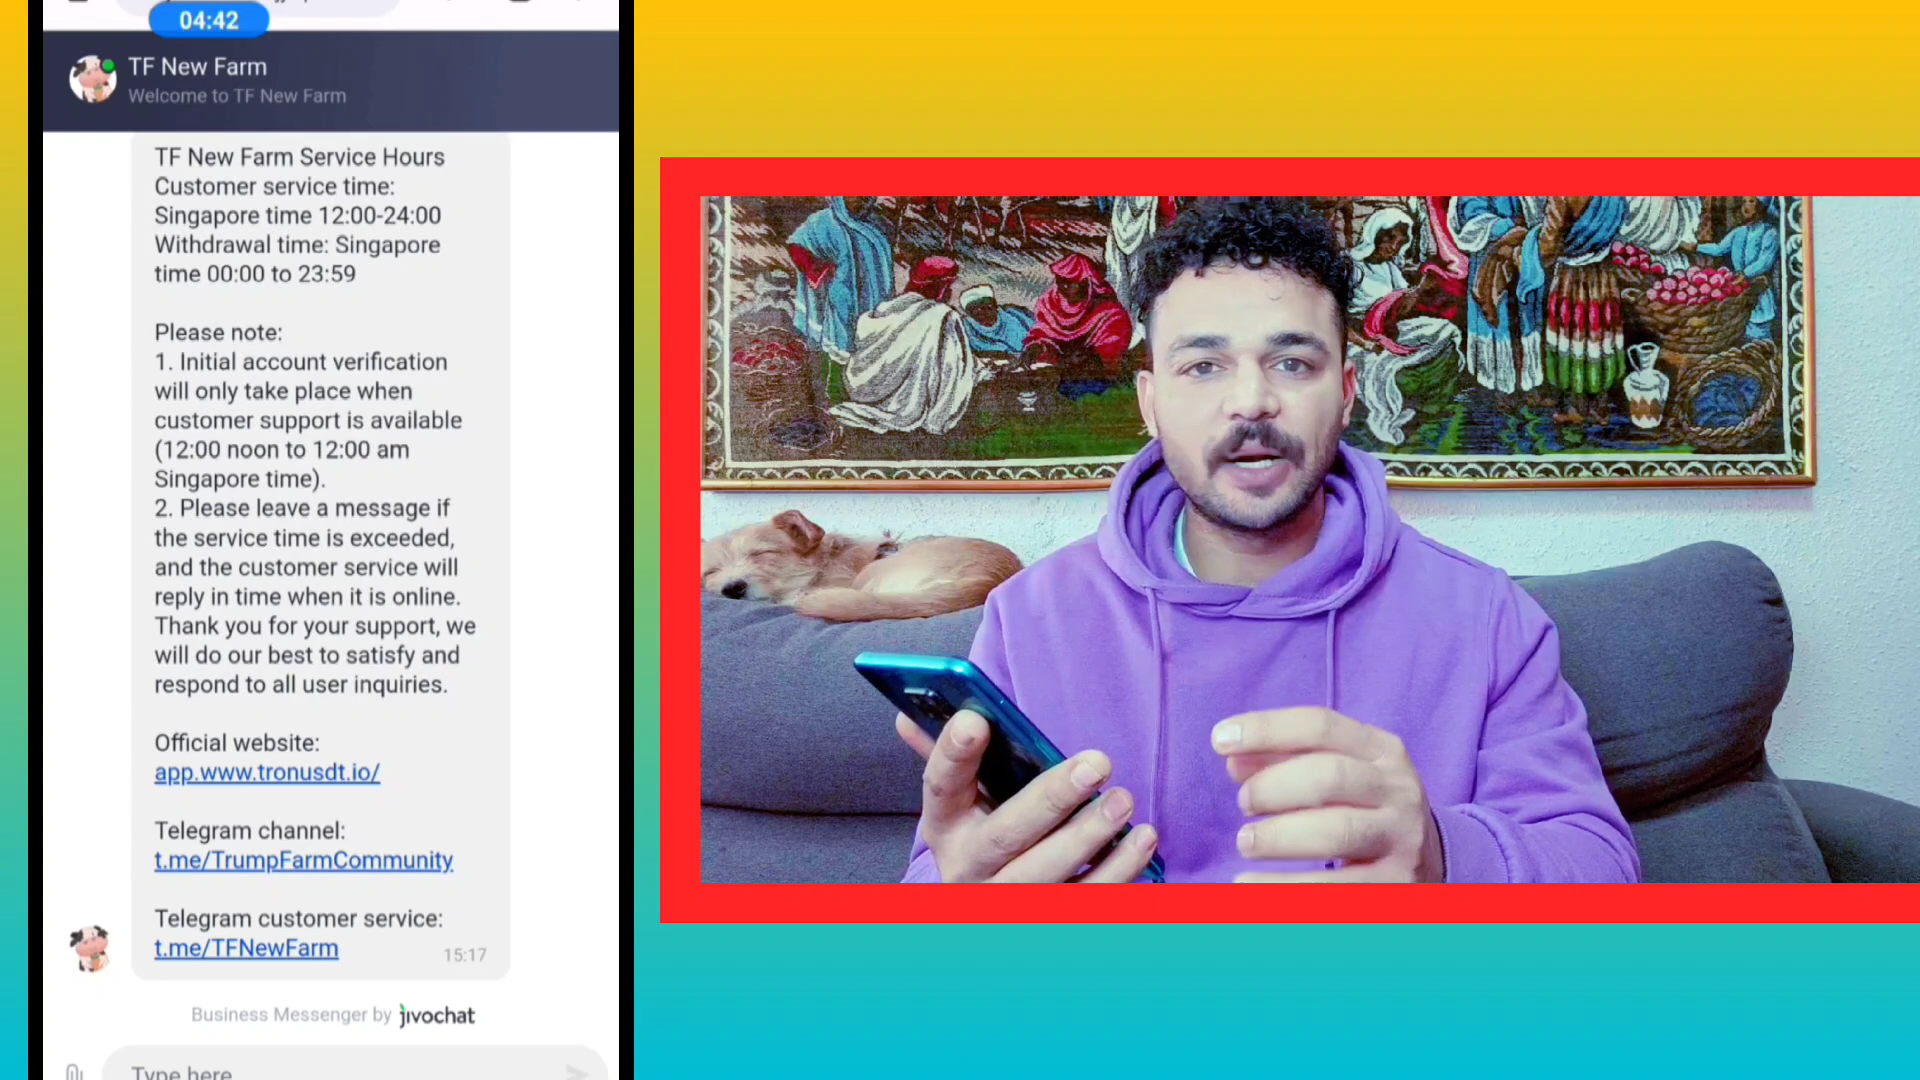 04:42
TF New Farm
Welcome to TF New Farm
TF New Farm Service Hours
Customer service time:
Singapore time 12:00-24:00
Withdrawal time: Singapore
time 00:00 to 23:59
Please note:
1. Initial account verification
will only take place when
customer support is available
(12:00 noon to 12:00 am
Singapore time).
2. Please leave a message if
the service time is exceeded,
and the customer service will
reply in time when it is online.
Thank you for your support, we
will do our best to satisfy and
respond to all user inquiries.
Official website:
app.www.tronusdt.io/
Telegram channel:
t.me/TrumpFarmCommunity
Telegram customer service:
t.me/TFNewFarm
15:17
Business Messenger by jivochat
Type here